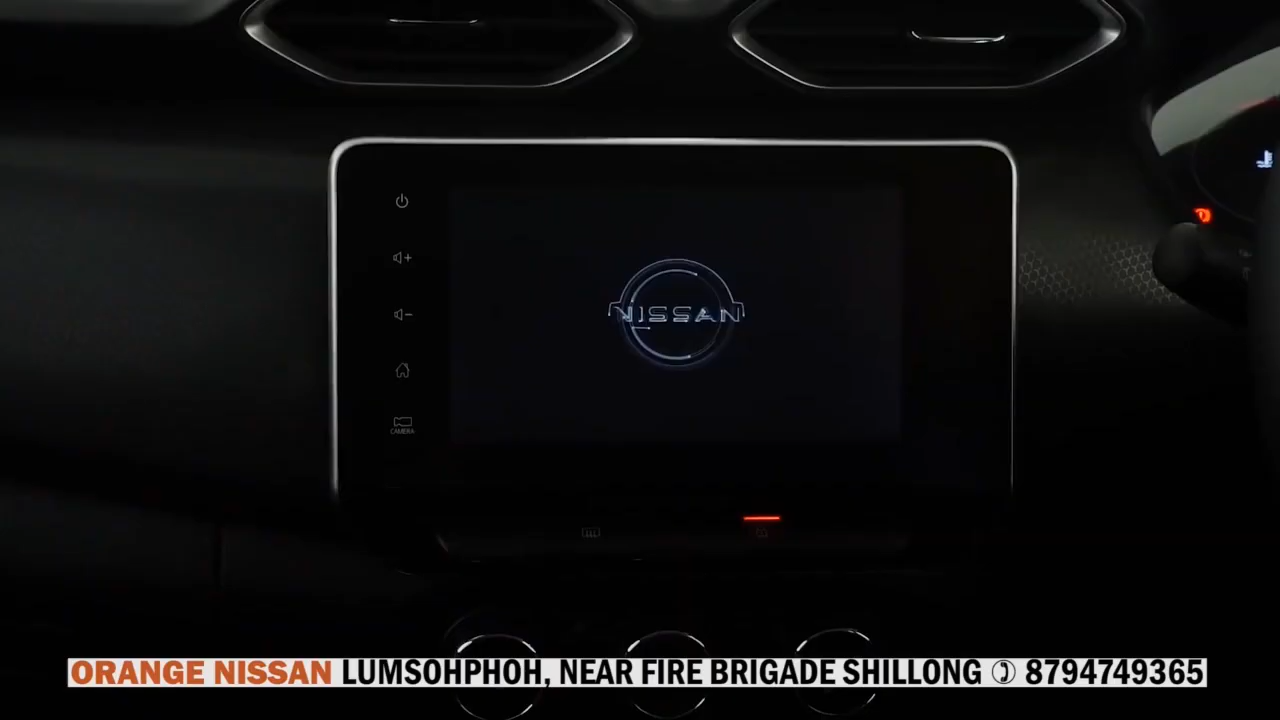 NISSAN
CAMERA
ORANGE NISSAN LUMSOHPHOH, NEAR FIRE BRIGADE SHILLONG ✆ 8794749365